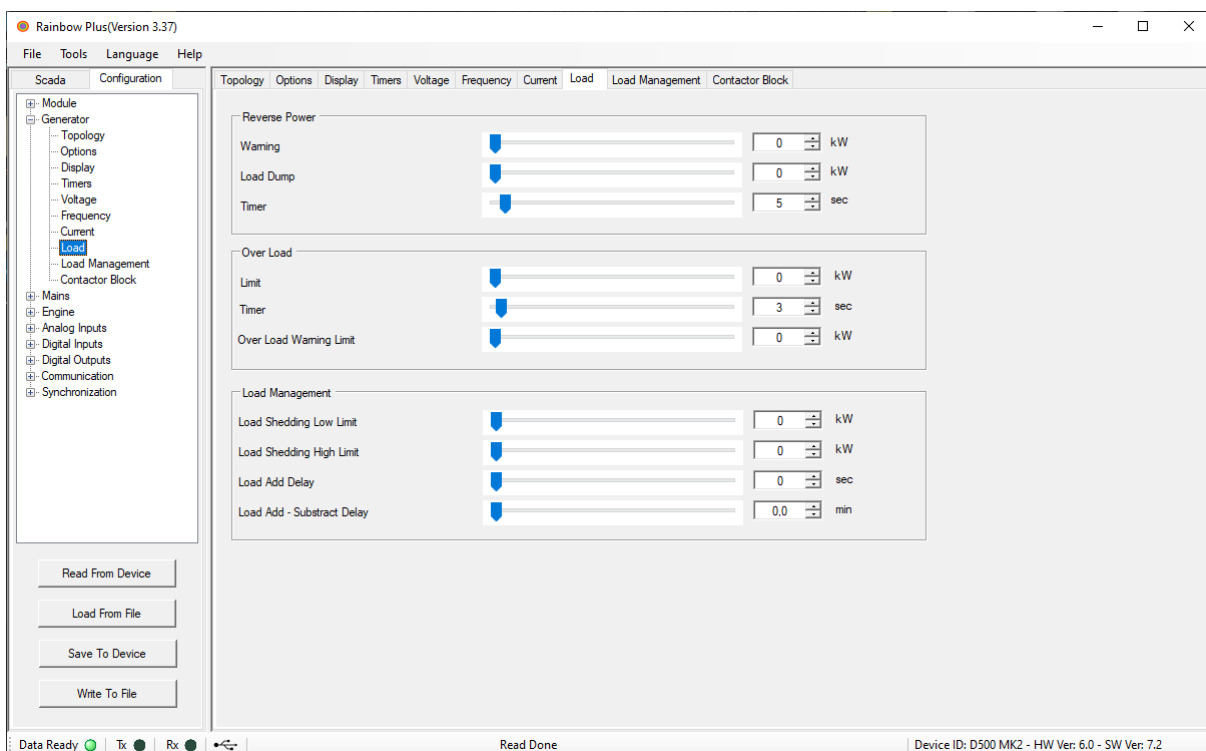 Rainbow Plus(Version 3.37)
File Tools Language Help
Scada Configuration
Topology Options Display Timers Voltage Frequency Current Load Load Management Contactor Block
Module
Generator
Topology
Options
Display
Timers
Voltage
Frequency
Current
Load
Load Management
Contactor Block
Mains
Engine
Analog Inputs
Digital Inputs
Digital Outputs
Communication
Synchronization
Read From Device
Load From File
Save To Device
Write To File
Reverse Power
Warning 0 kW
Load Dump 0 kW
Timer 5 sec
Over Load
Limit 0 kW
Timer 3 sec
Over Load Warning Limit 0 kW
Load Management
Load Shedding Low Limit 0 kW
Load Shedding High Limit 0 kW
Load Add Delay 0 sec
Load Add - Substract Delay 0,0 min
Data Ready Tx Rx Read Done Device ID: D500 MK2 - HW Ver: 6.0 - SW Ver: 7.2